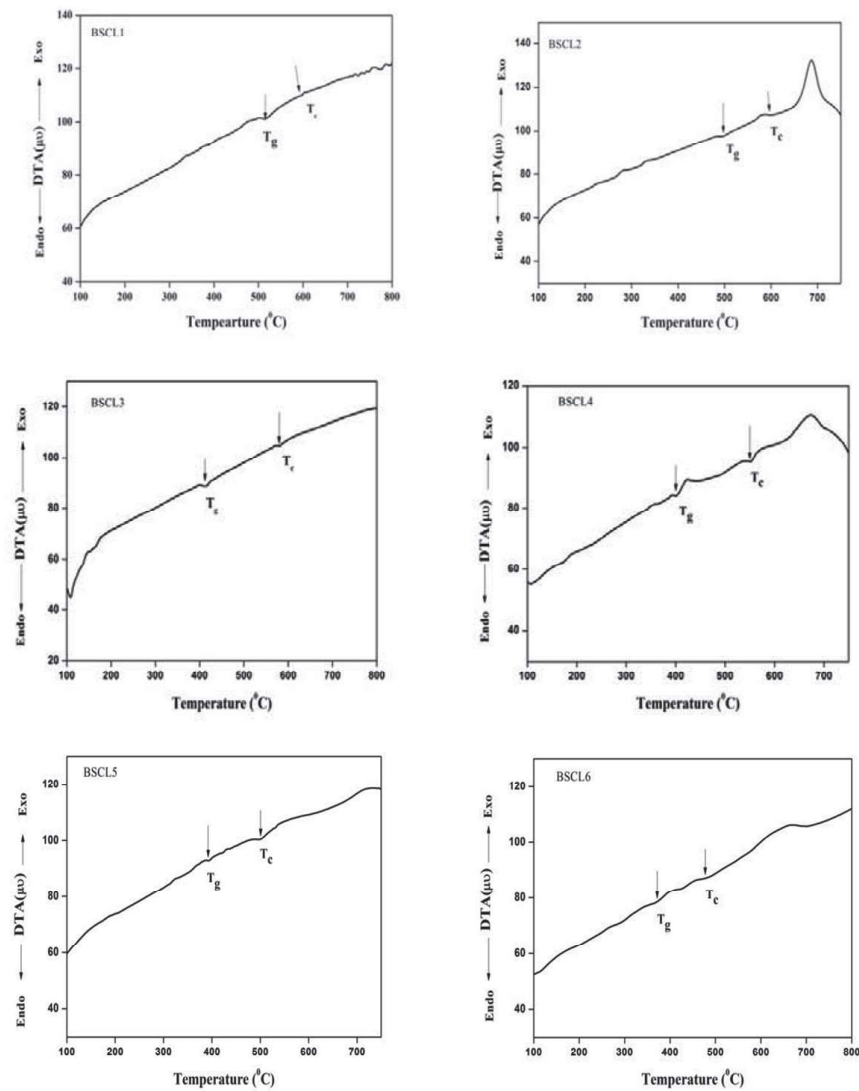 BSCL1
140
120
100
80
60
40
Endo
DTA(μυ)
Exo
Tg
Tc
100 200 300 400 500 600 700 800
Tempearture (⁰C)
BSCL2
140
120
100
80
60
40
Endo
DTA(μυ)
Exo
Tg
Tc
100 200 300 400 500 600 700
Temperature (⁰C)
BSCL3
120
100
80
60
40
20
Endo
DTA(μυ)
Exo
Tg
Tc
100 200 300 400 500 600 700 800
Temperature (⁰C)
BSCL4
120
100
80
60
40
Endo
DTA(μυ)
Exo
Tg
Tc
100 200 300 400 500 600 700
Temperature (⁰C)
BSCL5
120
100
80
60
40
Endo
DTA(μυ)
Exo
Tg
Tc
100 200 300 400 500 600 700
Temperature (⁰C)
BSCL6
120
100
80
60
40
Endo
DTA(μυ)
Exo
Tg
Tc
100 200 300 400 500 600 700 800
Temperature (⁰C)